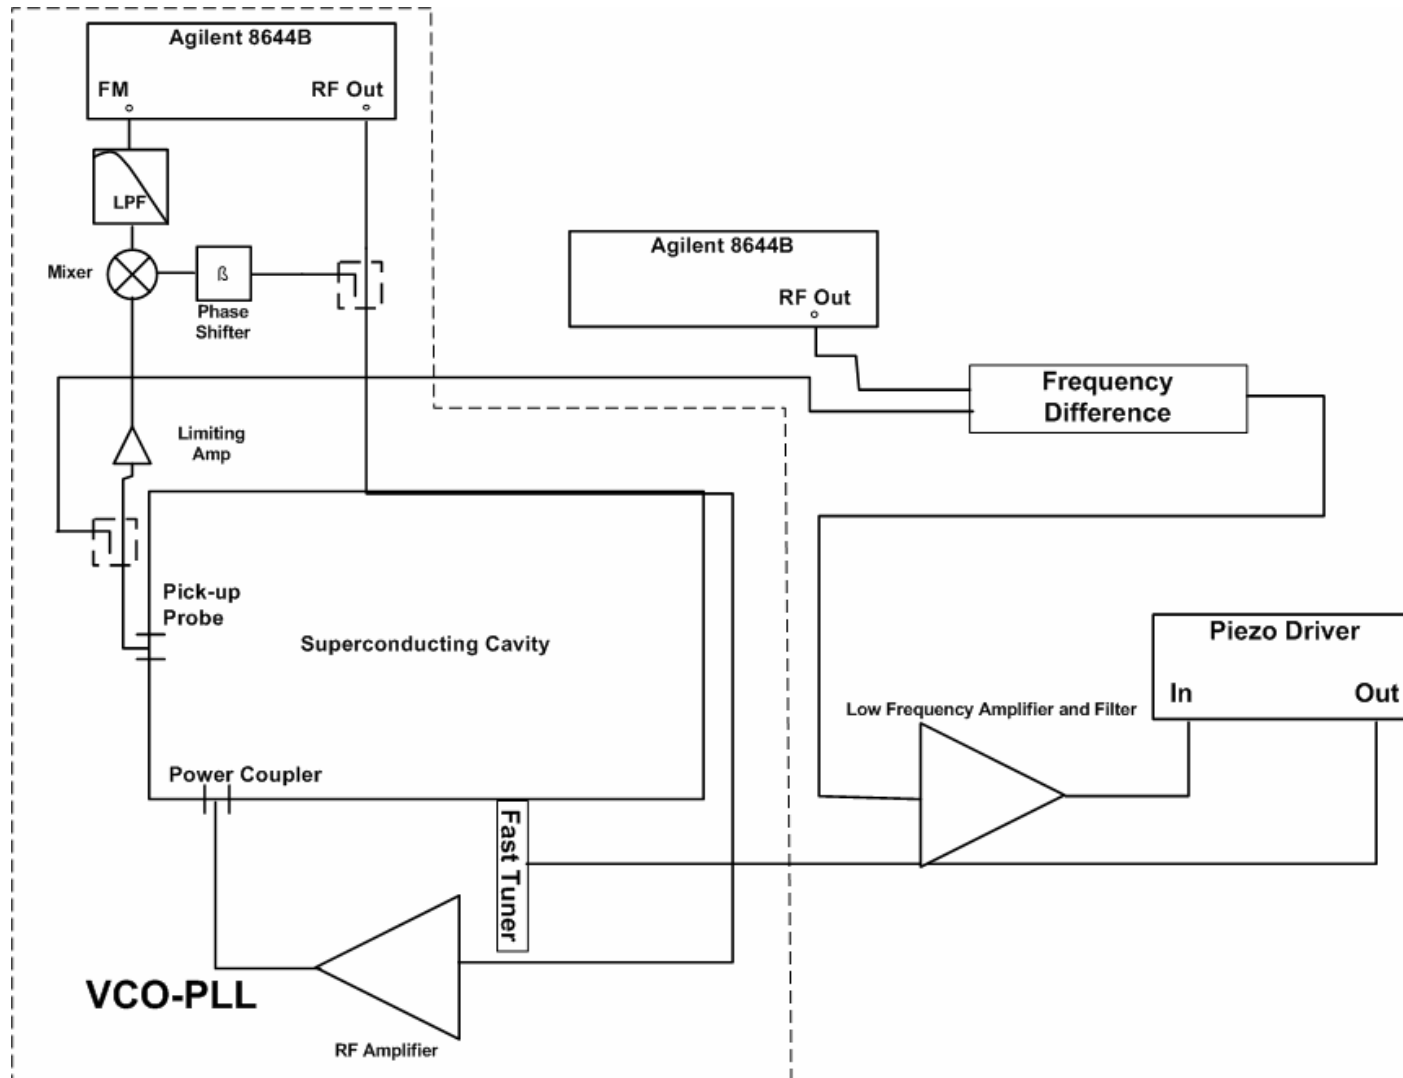 Agilent 8644B
FM
RF Out
LPF
Mixer
ß
Phase
Shifter
Agilent 8644B
RF Out
Frequency
Difference
Limiting
Amp
Pick-up
Probe
Superconducting Cavity
Piezo Driver
In
Out
Low Frequency Amplifier and Filter
Power Coupler
Fast Tuner
VCO-PLL
RF Amplifier